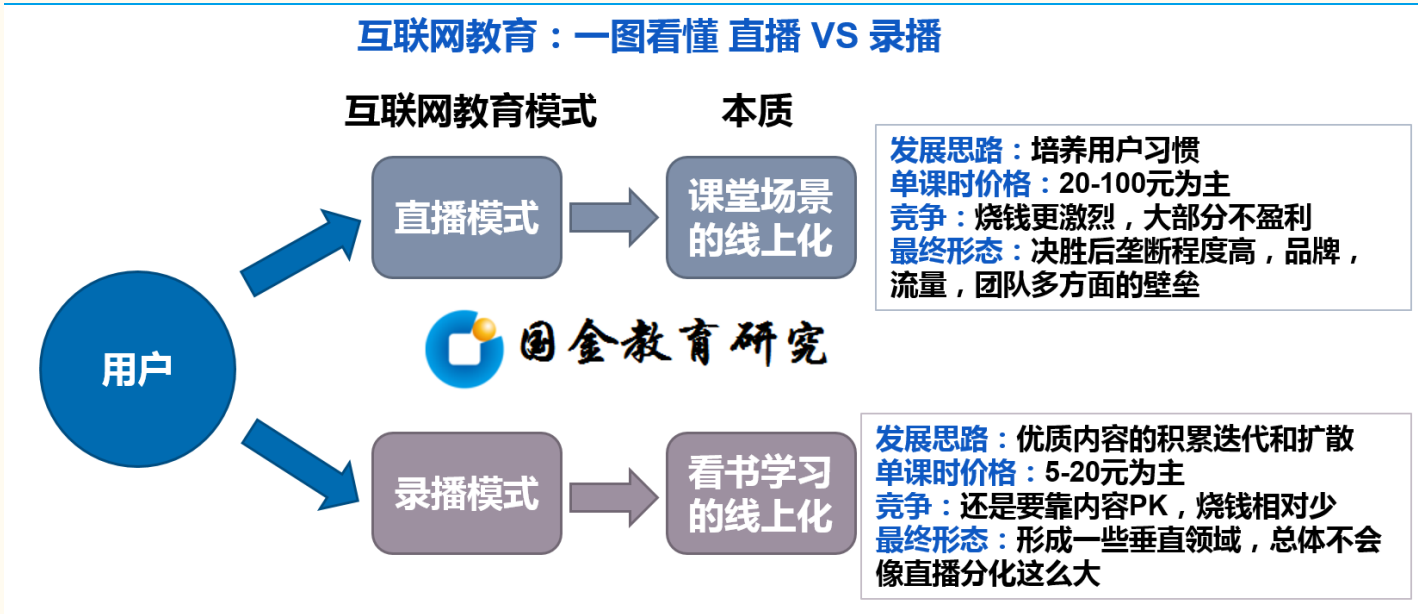 互联网教育：一图看懂 直播 VS 录播
互联网教育模式
本质
用户
直播模式
课堂场景
的线上化
发展思路：培养用户习惯
单课时价格：20-100元为主
竞争：烧钱更激烈，大部分不盈利
最终形态：决胜后垄断程度高，品牌，
流量，团队多方面的壁垒
国金教育研究
录播模式
看书学习
的线上化
发展思路：优质内容的积累迭代和扩散
单课时价格：5-20元为主
竞争：还是要靠内容PK，烧钱相对少
最终形态：形成一些垂直领域，总体不会
像直播分化这么大